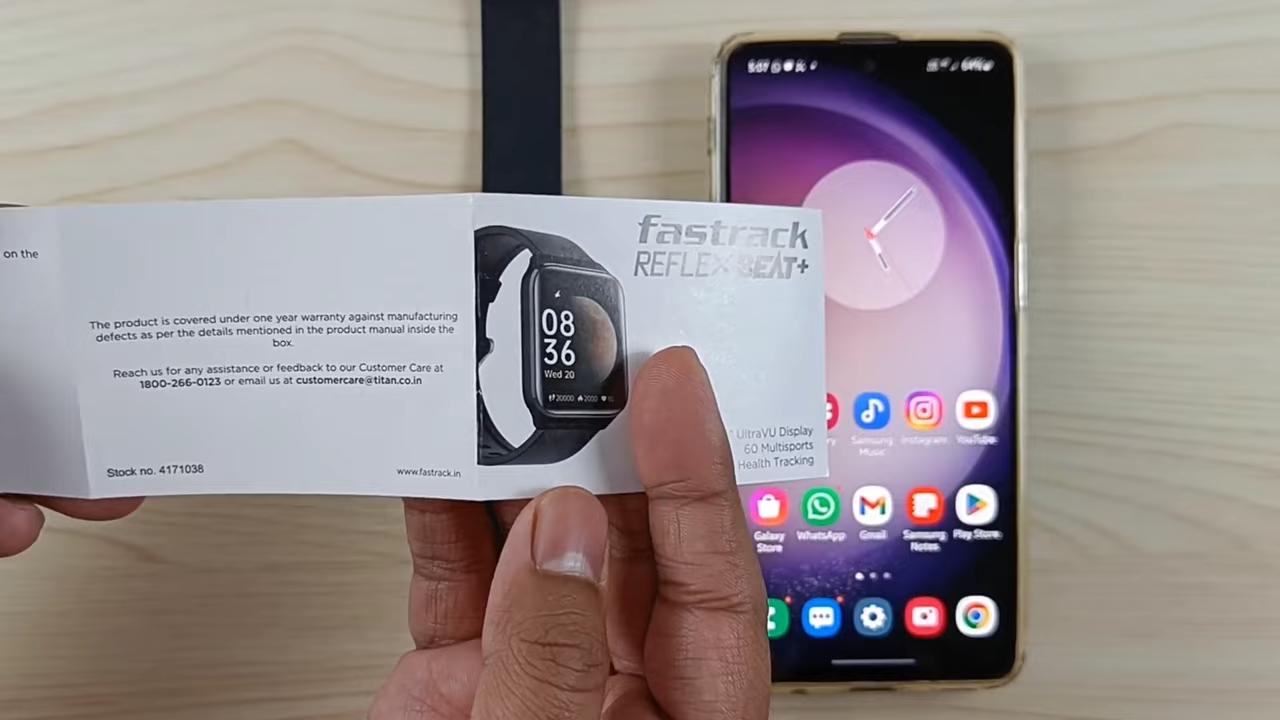 on the
The product is covered under one year warranty against manufacturing
defects as per the details mentioned in the product manual inside the
box.
Reach us for any assistance or feedback to our Customer Care at
1800-266-0123 or email us at customercare@titan.co.in
Stock no. 4171038
www.fastrack.in
fastrack
REFLEX BEAT+
08
36
Wed 20
20000 2000
UltraVU Display
60 Multisports
Health Tracking
Samsung
Music
Instagram
YouTube
Galaxy
Store
WhatsApp
Gmail
Samsung
Notes
Play Store